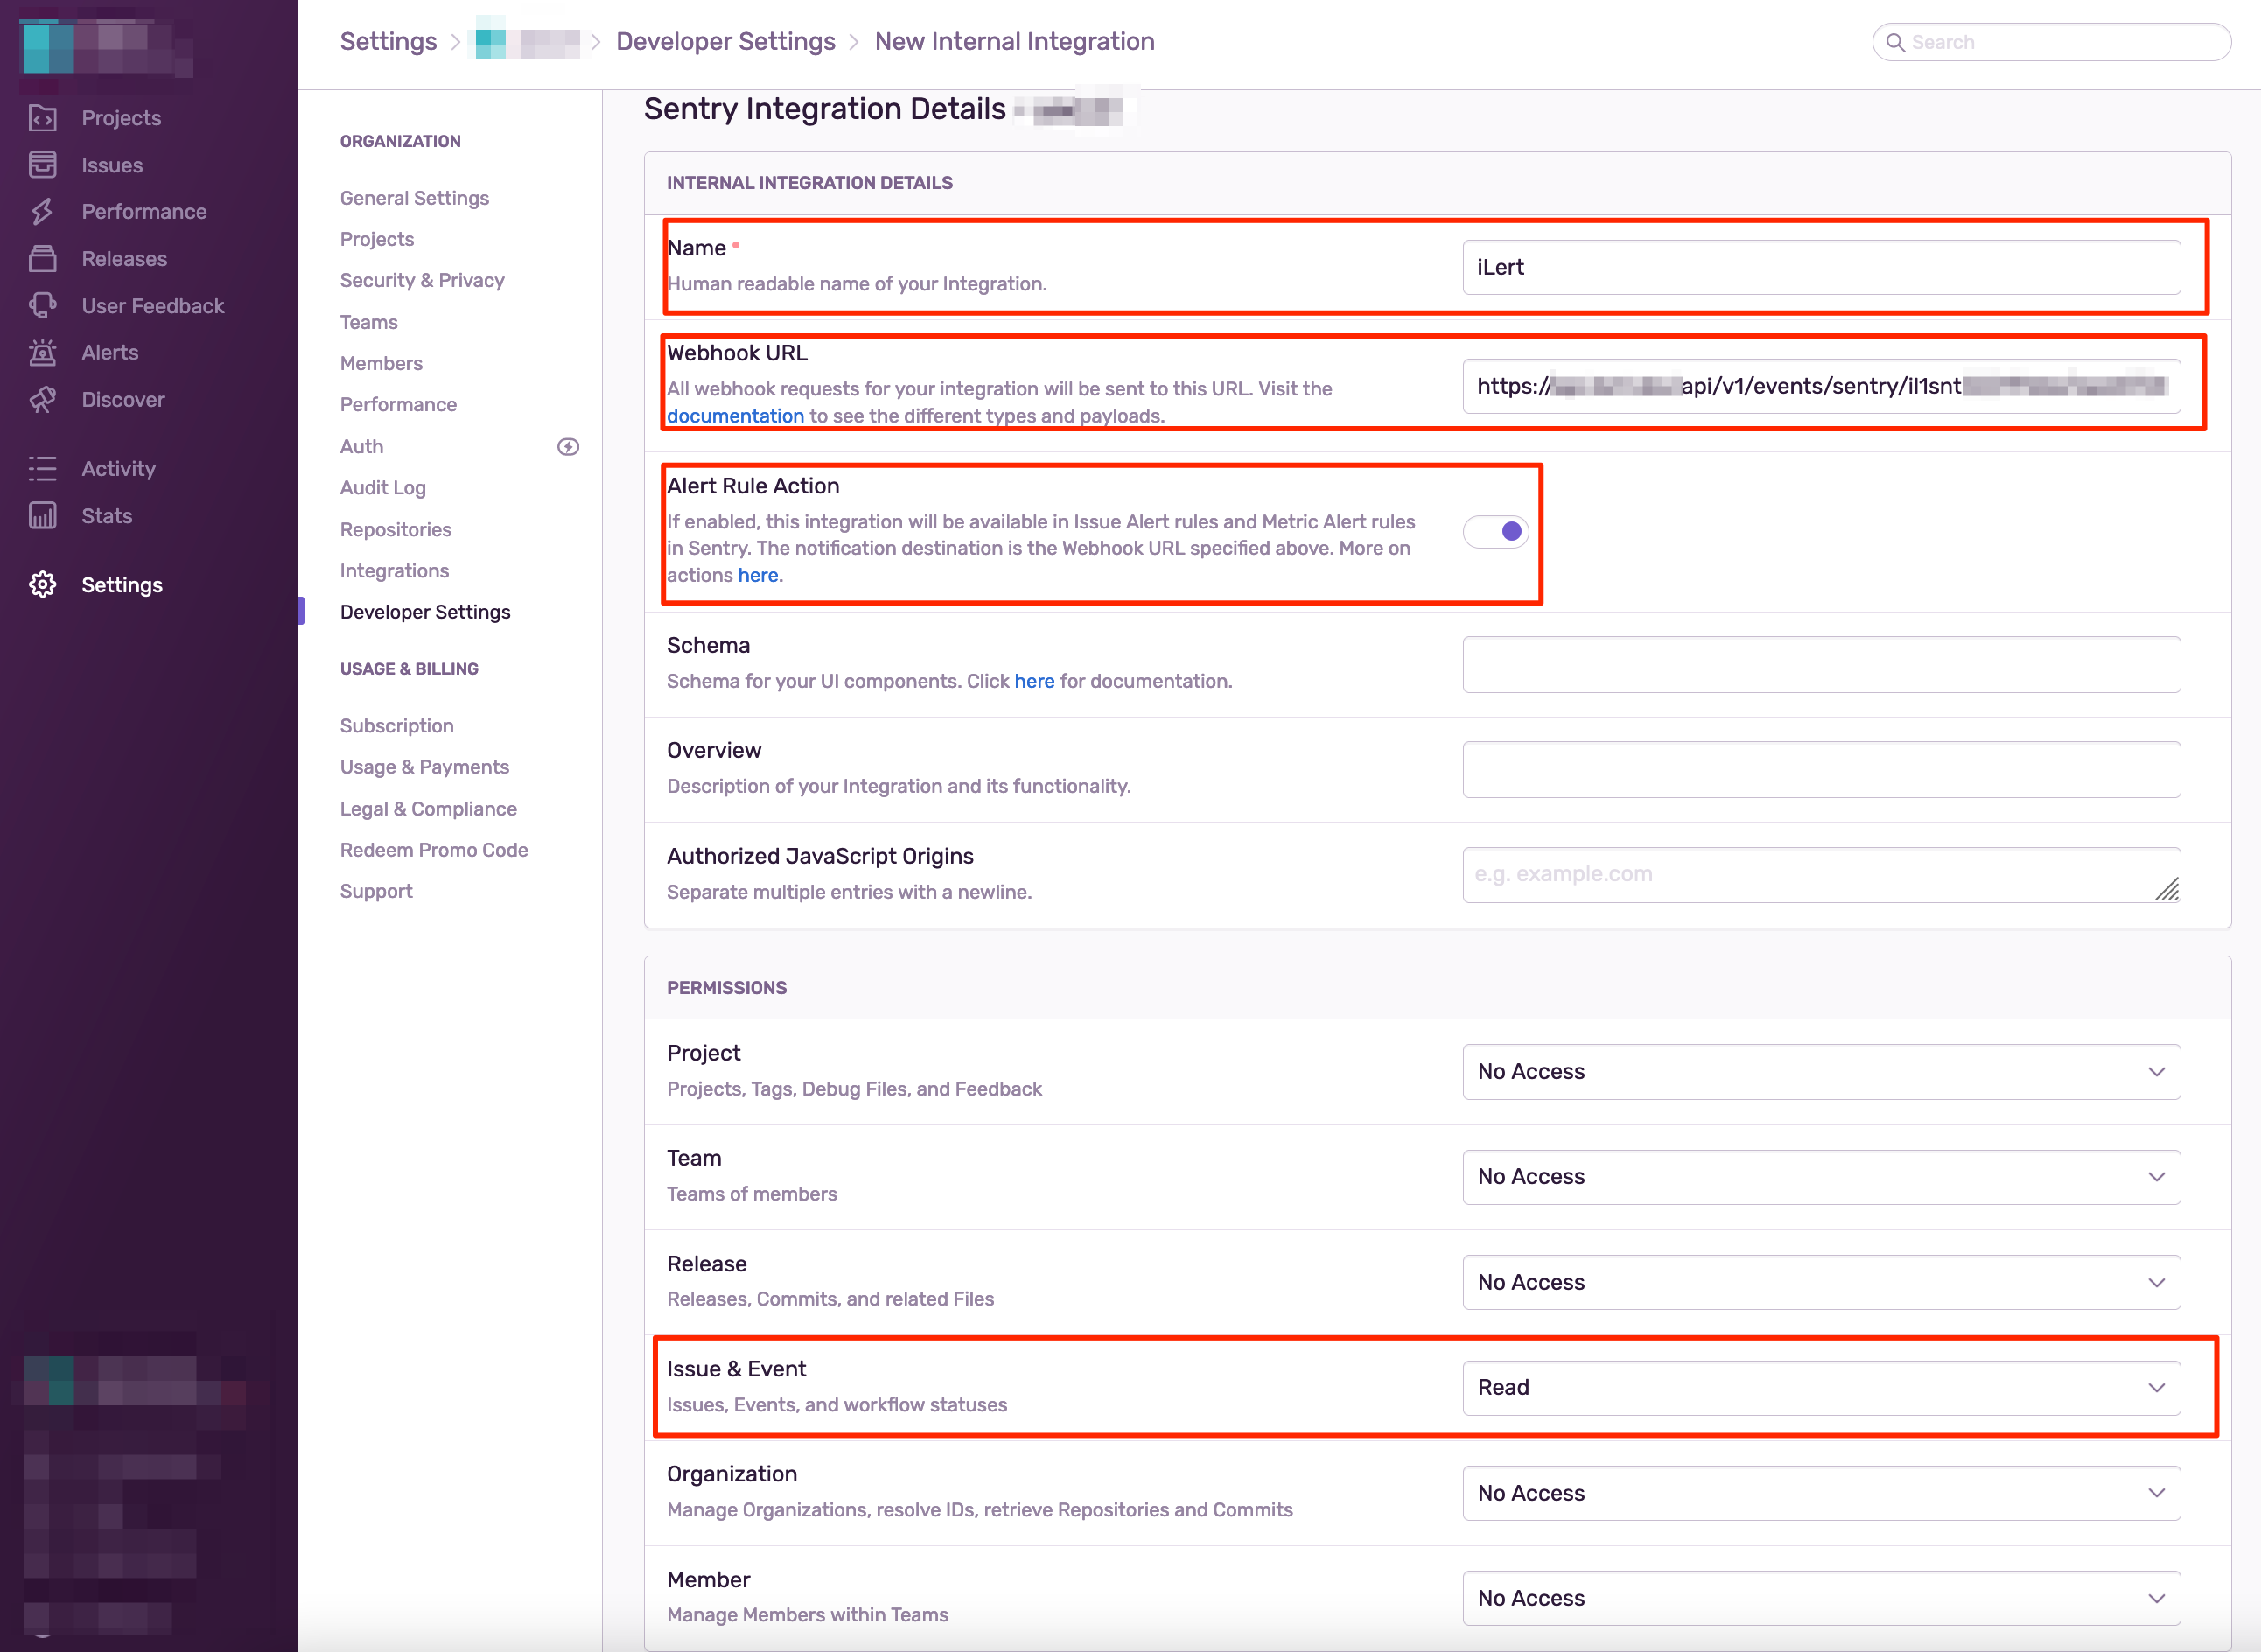 Projects
Issues
Performance
Releases
User Feedback
Alerts
Discover
Activity
Stats
Settings
Settings > > Developer Settings > New Internal Integration
Search
ORGANIZATION
General Settings
Projects
Security & Privacy
Teams
Members
Performance
Auth
Audit Log
Repositories
Integrations
Developer Settings
USAGE & BILLING
Subscription
Usage & Payments
Legal & Compliance
Redeem Promo Code
Support
Sentry Integration Details
INTERNAL INTEGRATION DETAILS
Name
Human readable name of your Integration.
iLert
Webhook URL
All webhook requests for your integration will be sent to this URL. Visit the
documentation to see the different types and payloads.
https:// api/v1/events/sentry/il1snt
Alert Rule Action
If enabled, this integration will be available in Issue Alert rules and Metric Alert rules
in Sentry. The notification destination is the Webhook URL specified above. More on
actions here.
Schema
Schema for your UI components. Click here for documentation.
Overview
Description of your Integration and its functionality.
Authorized JavaScript Origins
Separate multiple entries with a newline.
e.g. example.com
PERMISSIONS
Project
Projects, Tags, Debug Files, and Feedback
No Access
Team
Teams of members
No Access
Release
Releases, Commits, and related Files
No Access
Issue & Event
Issues, Events, and workflow statuses
Read
Organization
Manage Organizations, resolve IDs, retrieve Repositories and Commits
No Access
Member
Manage Members within Teams
No Access